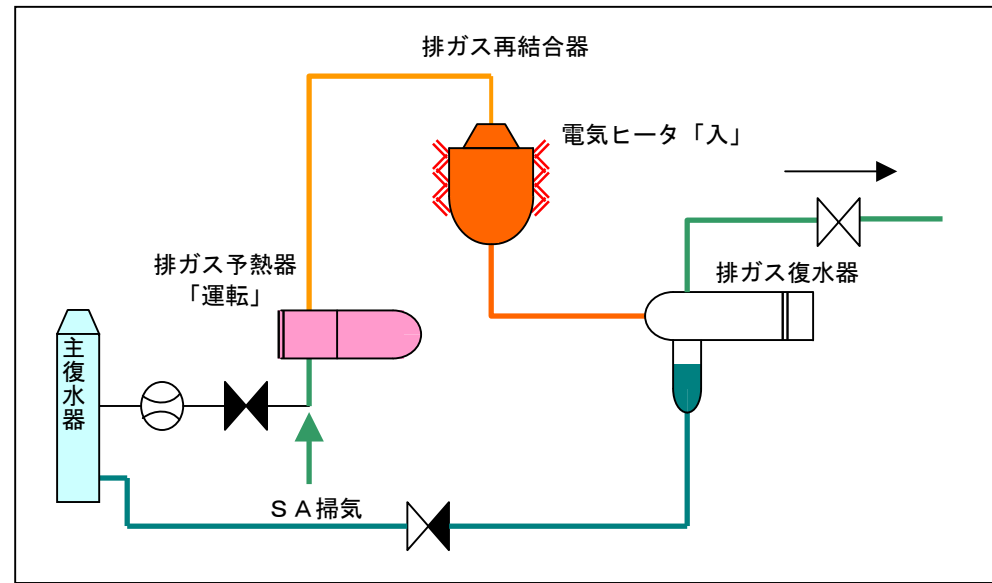 排ガス再結合器
電気ヒータ「入」
排ガス予熱器
「運転」
排ガス復水器
主復水器
ＳＡ掃気